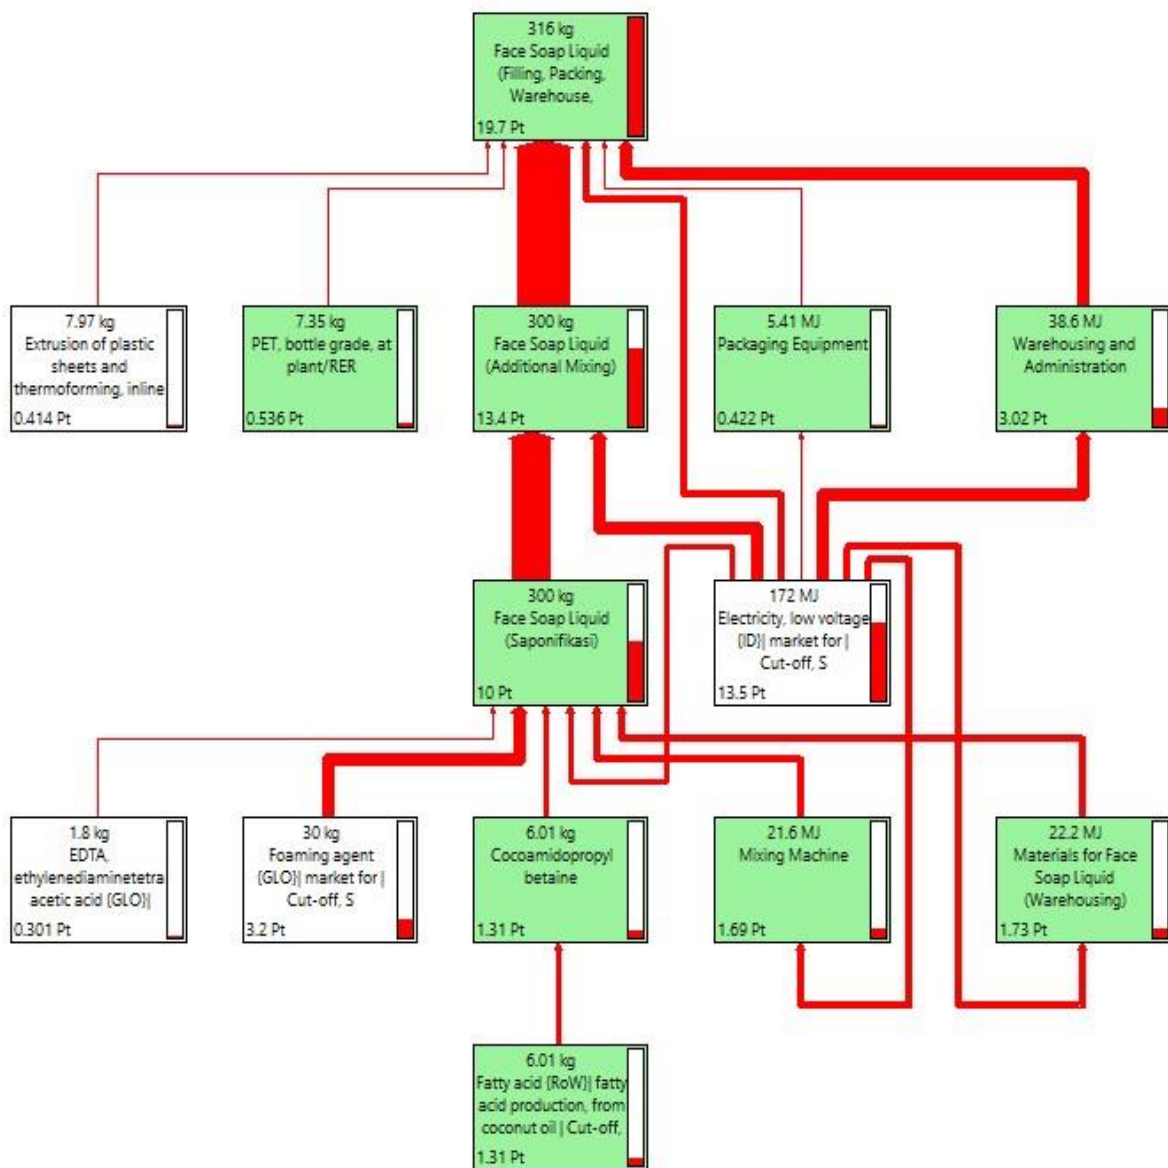 316 kg
Face Soap Liquid
(Filling, Packing,
Warehouse,
19.7 Pt
7.97 kg
Extrusion of plastic
sheets and
thermoforming, inline
0.414 Pt
7.35 kg
PET, bottle grade, at
plant/RER
0.536 Pt
300 kg
Face Soap Liquid
(Additional Mixing)
13.4 Pt
5.41 MJ
Packaging Equipment
0.422 Pt
38.6 MJ
Warehousing and
Administration
3.02 Pt
300 kg
Face Soap Liquid
(Saponifikasi)
10 Pt
172 MJ
Electricity, low voltage
{ID}| market for |
Cut-off, S
13.5 Pt
1.8 kg
EDTA,
ethylenediaminetetra
acetic acid {GLO}|
0.301 Pt
30 kg
Foaming agent
{GLO}| market for |
Cut-off, S
3.2 Pt
6.01 kg
Cocoamidopropyl
betaine
1.31 Pt
21.6 MJ
Mixing Machine
1.69 Pt
22.2 MJ
Materials for Face
Soap Liquid
(Warehousing)
1.73 Pt
6.01 kg
Fatty acid {RoW}| fatty
acid production, from
coconut oil | Cut-off,
1.31 Pt